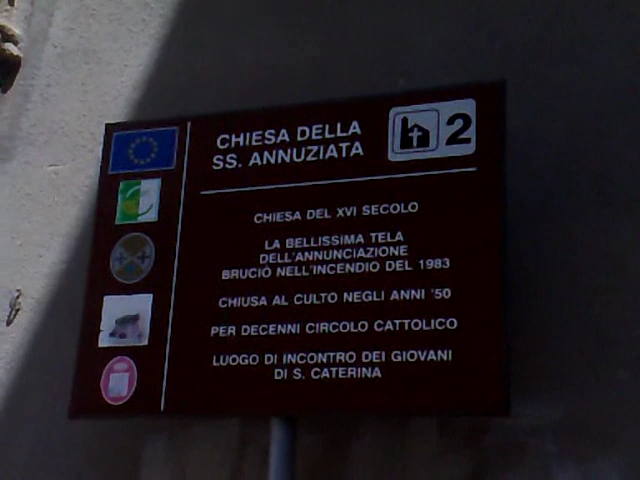 CHIESA DELLA
SS. ANNUZIATA
2
CHIESA DEL XVI SECOLO
LA BELLISSIMA TELA
DELL'ANNUNCIAZIONE
BRUCIÒ NELL'INCENDIO DEL 1983
CHIUSA AL CULTO NEGLI ANNI '50
PER DECENNI CIRCOLO CATTOLICO
LUOGO DI INCONTRO DEI GIOVANI
DI S. CATERINA